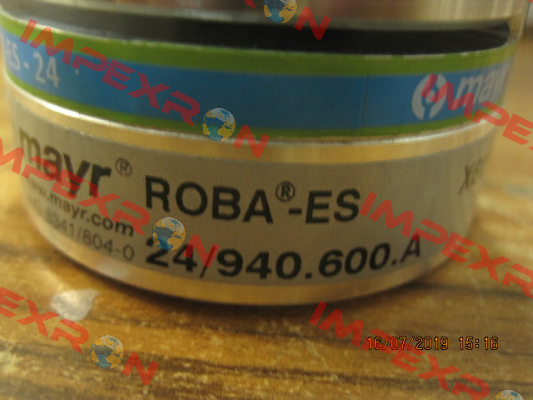 ES-24
mayr
mayr® ROBA®-ES
www.mayr.com
8941/804-0 24/940.600.A
16/07/2019 15:16
IMPEXRON
IMPEXRON
IMPEXRON
IMPEXRON